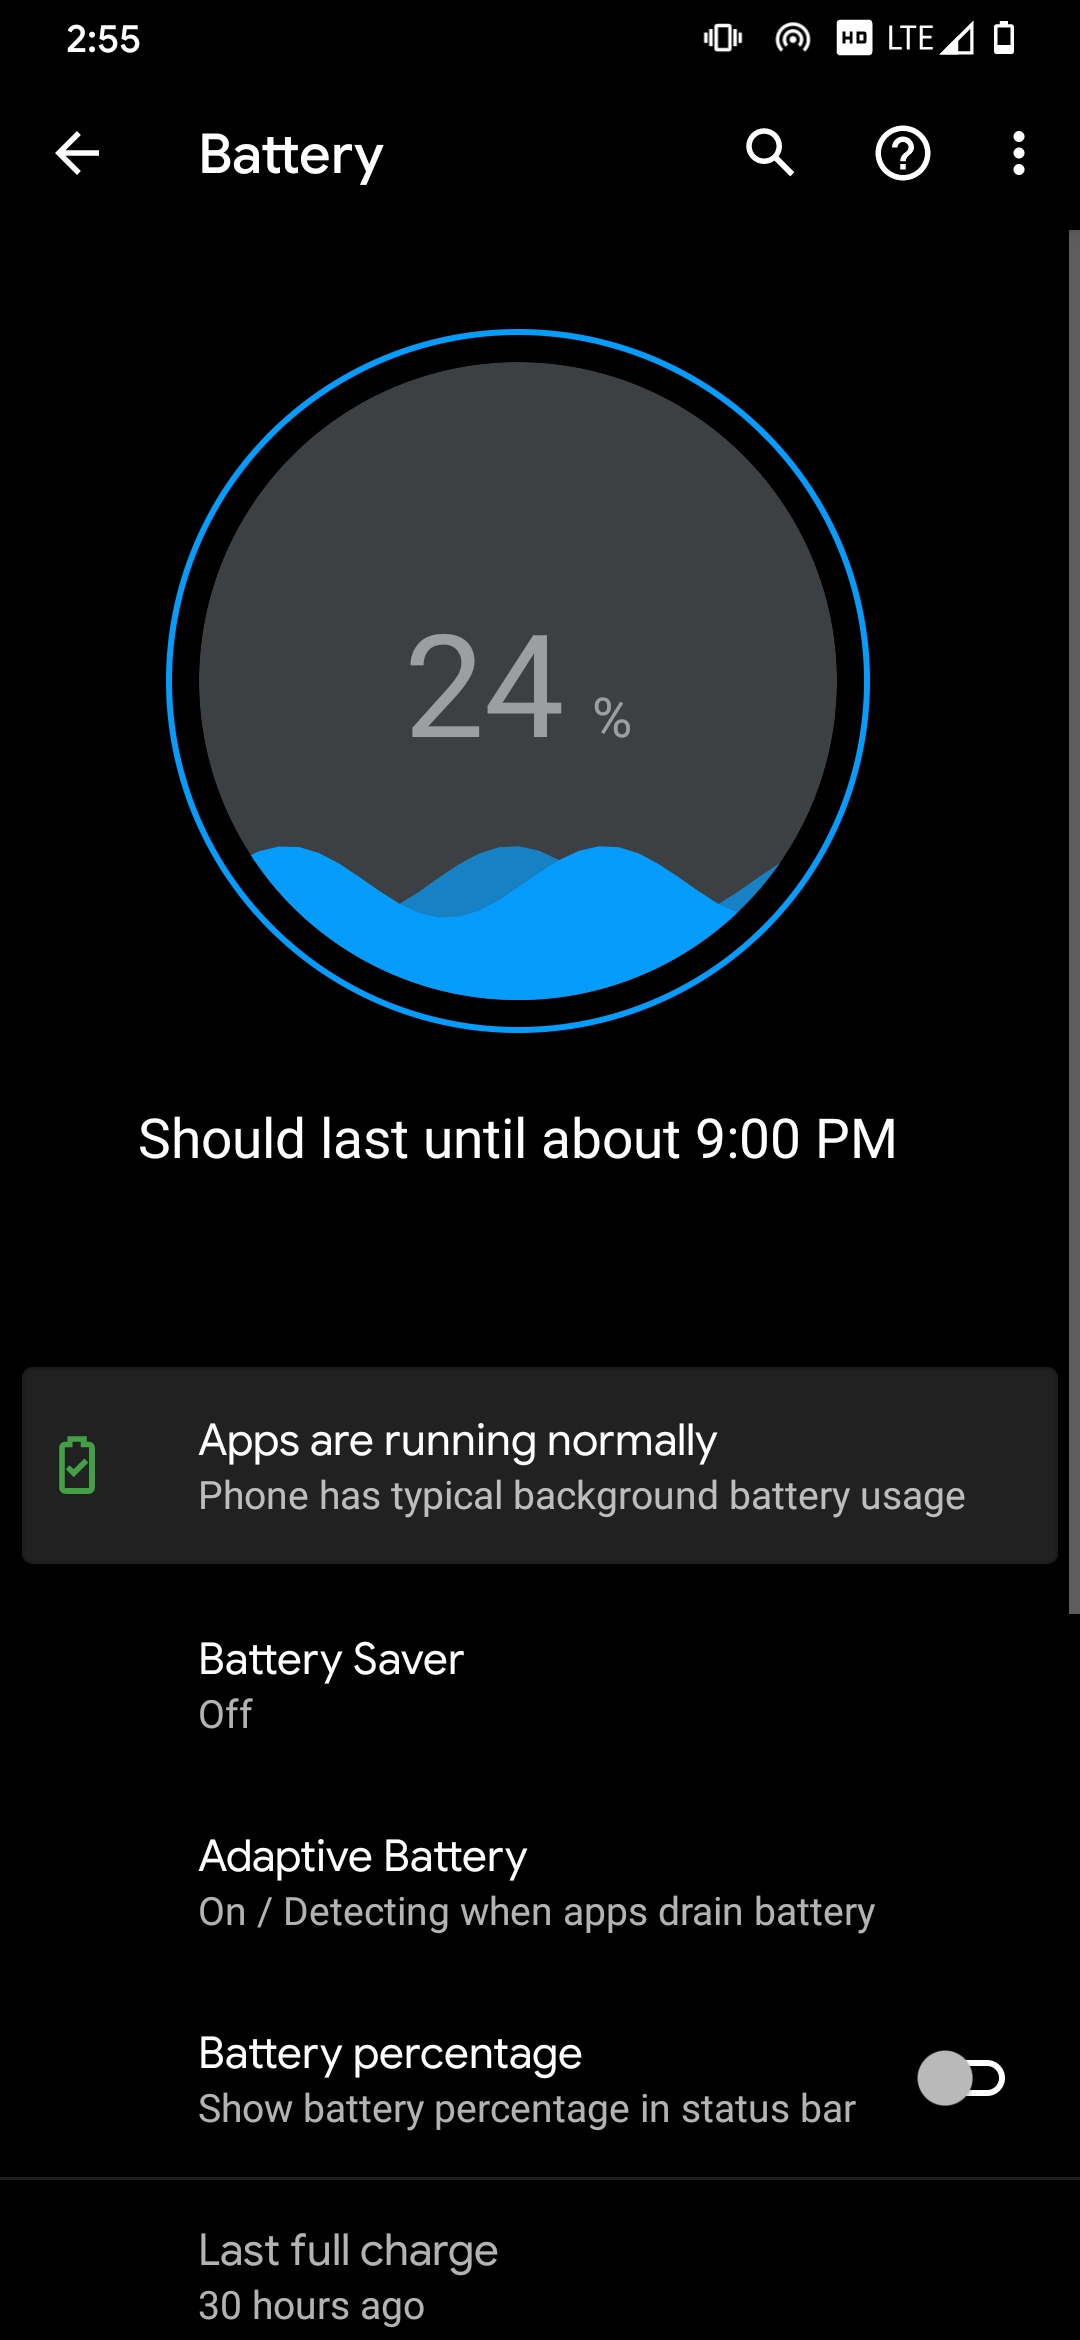 2:55 HD LTE
Battery
24 %
Should last until about 9:00 PM
Apps are running normally
Phone has typical background battery usage
Battery Saver
Off
Adaptive Battery
On / Detecting when apps drain battery
Battery percentage
Show battery percentage in status bar
Last full charge
30 hours ago